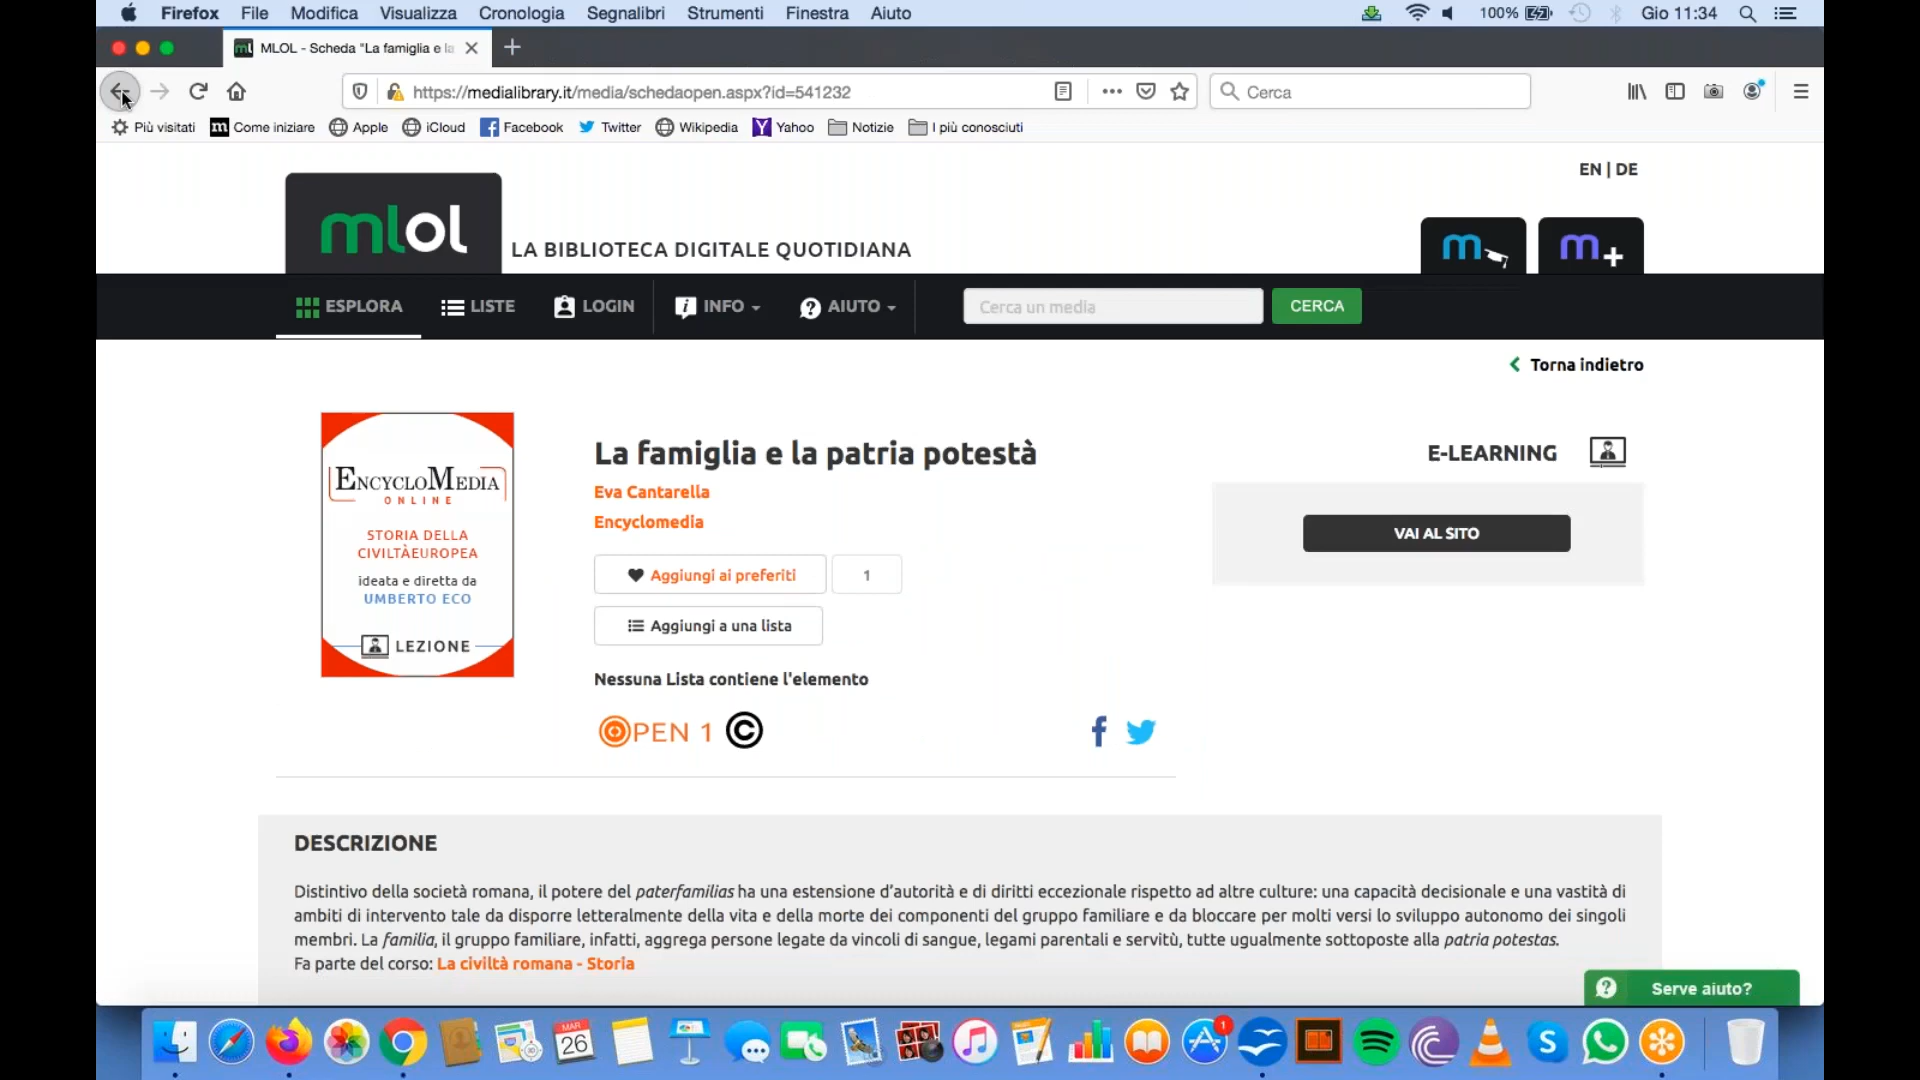 Firefox File Modifica Visualizza Cronologia Segnalibri Strumenti Finestra Aiuto 100% Gio 11:34
ml MLOL - Scheda "La famiglia e la
https://medialibrary.it/media/schedaopen.aspx?id=541232 Cerca
Più visitati Come iniziare Apple iCloud Facebook Twitter Wikipedia Yahoo Notizie I più conosciuti
EN | DE
mlol LA BIBLIOTECA DIGITALE QUOTIDIANA m m+
ESPLORA LISTE LOGIN INFO AIUTO Cerca un media CERCA
Torna indietro
La famiglia e la patria potestà
E-LEARNING
Eva Cantarella
Encyclomedia
VAI AL SITO
ENCYCLOMEDIA
ONLINE
STORIA DELLA
CIVILTÀEUROPEA
ideata e diretta da
UMBERTO ECO
LEZIONE
Aggiungi ai preferiti 1
Aggiungi a una lista
Nessuna Lista contiene l'elemento
OPEN 1 ©
DESCRIZIONE
Distintivo della società romana, il potere del paterfamilias ha una estensione d'autorità e di diritti eccezionale rispetto ad altre culture: una capacità decisionale e una vastità di
ambiti di intervento tale da disporre letteralmente della vita e della morte dei componenti del gruppo familiare e da bloccare per molti versi lo sviluppo autonomo dei singoli
membri. La familia, il gruppo familiare, infatti, aggrega persone legate da vincoli di sangue, legami parentali e servitù, tutte ugualmente sottoposte alla patria potestas.
Fa parte del corso: La civiltà romana - Storia
Serve aiuto?
MAR
26
1